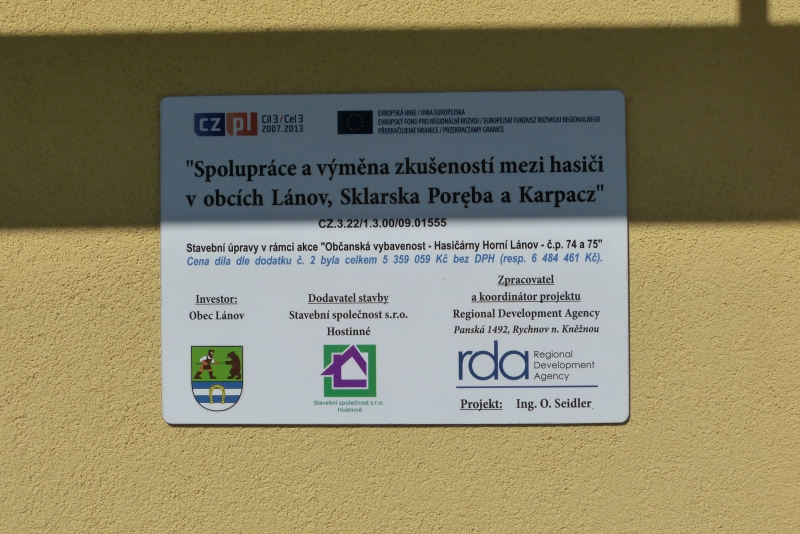 cz pl Cíl 3 / Cel 3
2007. 2013
EVROPSKÁ UNIE / UNIA EUROPEJSKA
EVROPSKÝ FOND PRO REGIONÁLNÍ ROZVOJ / EUROPEJSKI FUNDUSZ ROZWOJU REGIONALNEGO
PŘEKRAČUJEME HRANICE / PRZEKRACZAMY GRANICE
"Spolupráce a výměna zkušeností mezi hasiči
v obcích Lánov, Sklarska Poręba a Karpacz"
CZ.3.22/1.3.00/09.01555
Stavební úpravy v rámci akce "Občanská vybavenost - Hasičárny Horní Lánov - č.p. 74 a 75"
Cena díla dle dodatku č. 2 byla celkem 5 359 059 Kč bez DPH (resp. 6 484 461 Kč).
Investor:
Obec Lánov
Dodavatel stavby
Stavební společnost s.r.o.
Hostinné
Stavební společnost s.r.o.
Hostinné
Zpracovatel
a koordinátor projektu
Regional Development Agency
Panská 1492, Rychnov n. Kněžnou
rda Regional
Development
Agency
Projekt: Ing. O. Seidler